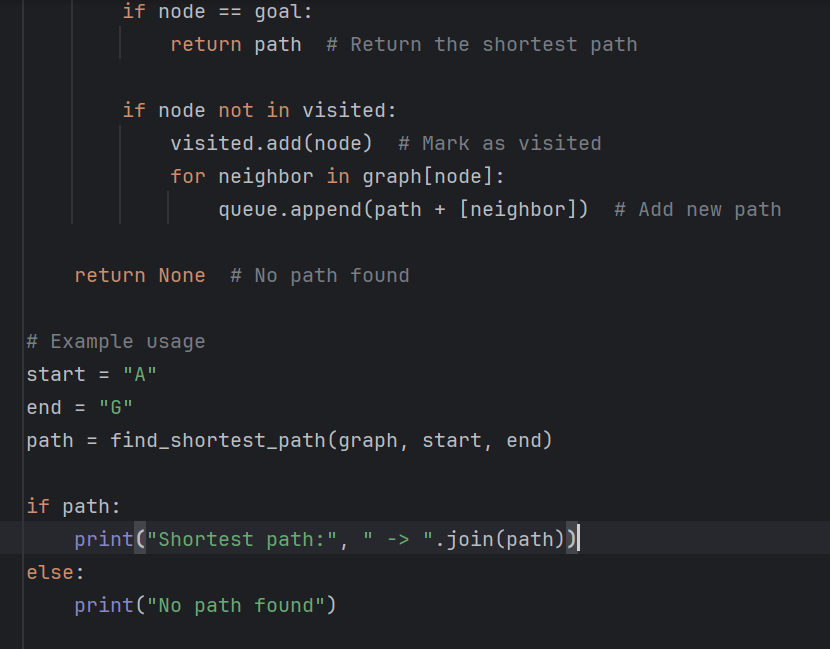 if node == goal:
            return path  # Return the shortest path

        if node not in visited:
            visited.add(node)  # Mark as visited
            for neighbor in graph[node]:
                queue.append(path + [neighbor])  # Add new path

    return None  # No path found

# Example usage
start = "A"
end = "G"
path = find_shortest_path(graph, start, end)

if path:
    print("Shortest path:", " -> ".join(path))
else:
    print("No path found")